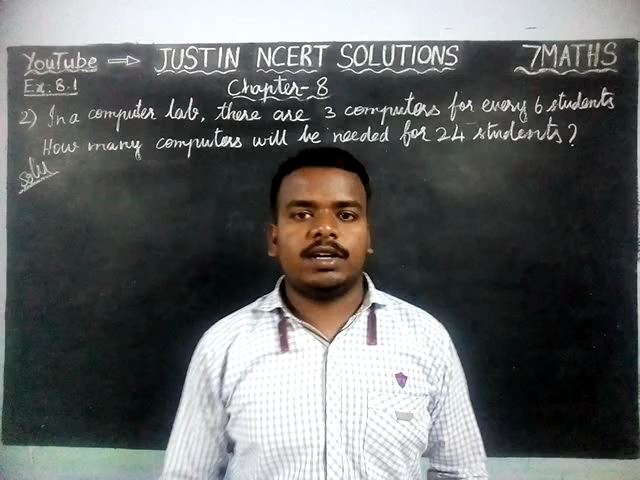 YouTube → JUSTIN NCERT SOLUTIONS 7MATHS
Ex: 8.1 Chapter-8
2) In a computer lab, there are 3 computers for every 6 students
How many computers will be needed for 24 students?
Soln